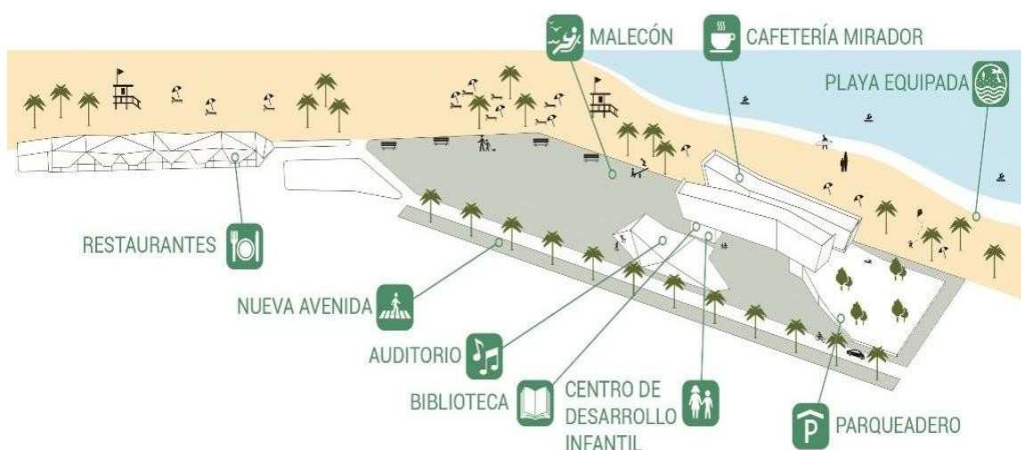 MALECÓN
CAFETERÍA MIRADOR
PLAYA EQUIPADA
RESTAURANTES
NUEVA AVENIDA
AUDITORIO
BIBLIOTECA
CENTRO DE
DESARROLLO
INFANTIL
P
PARQUEADERO